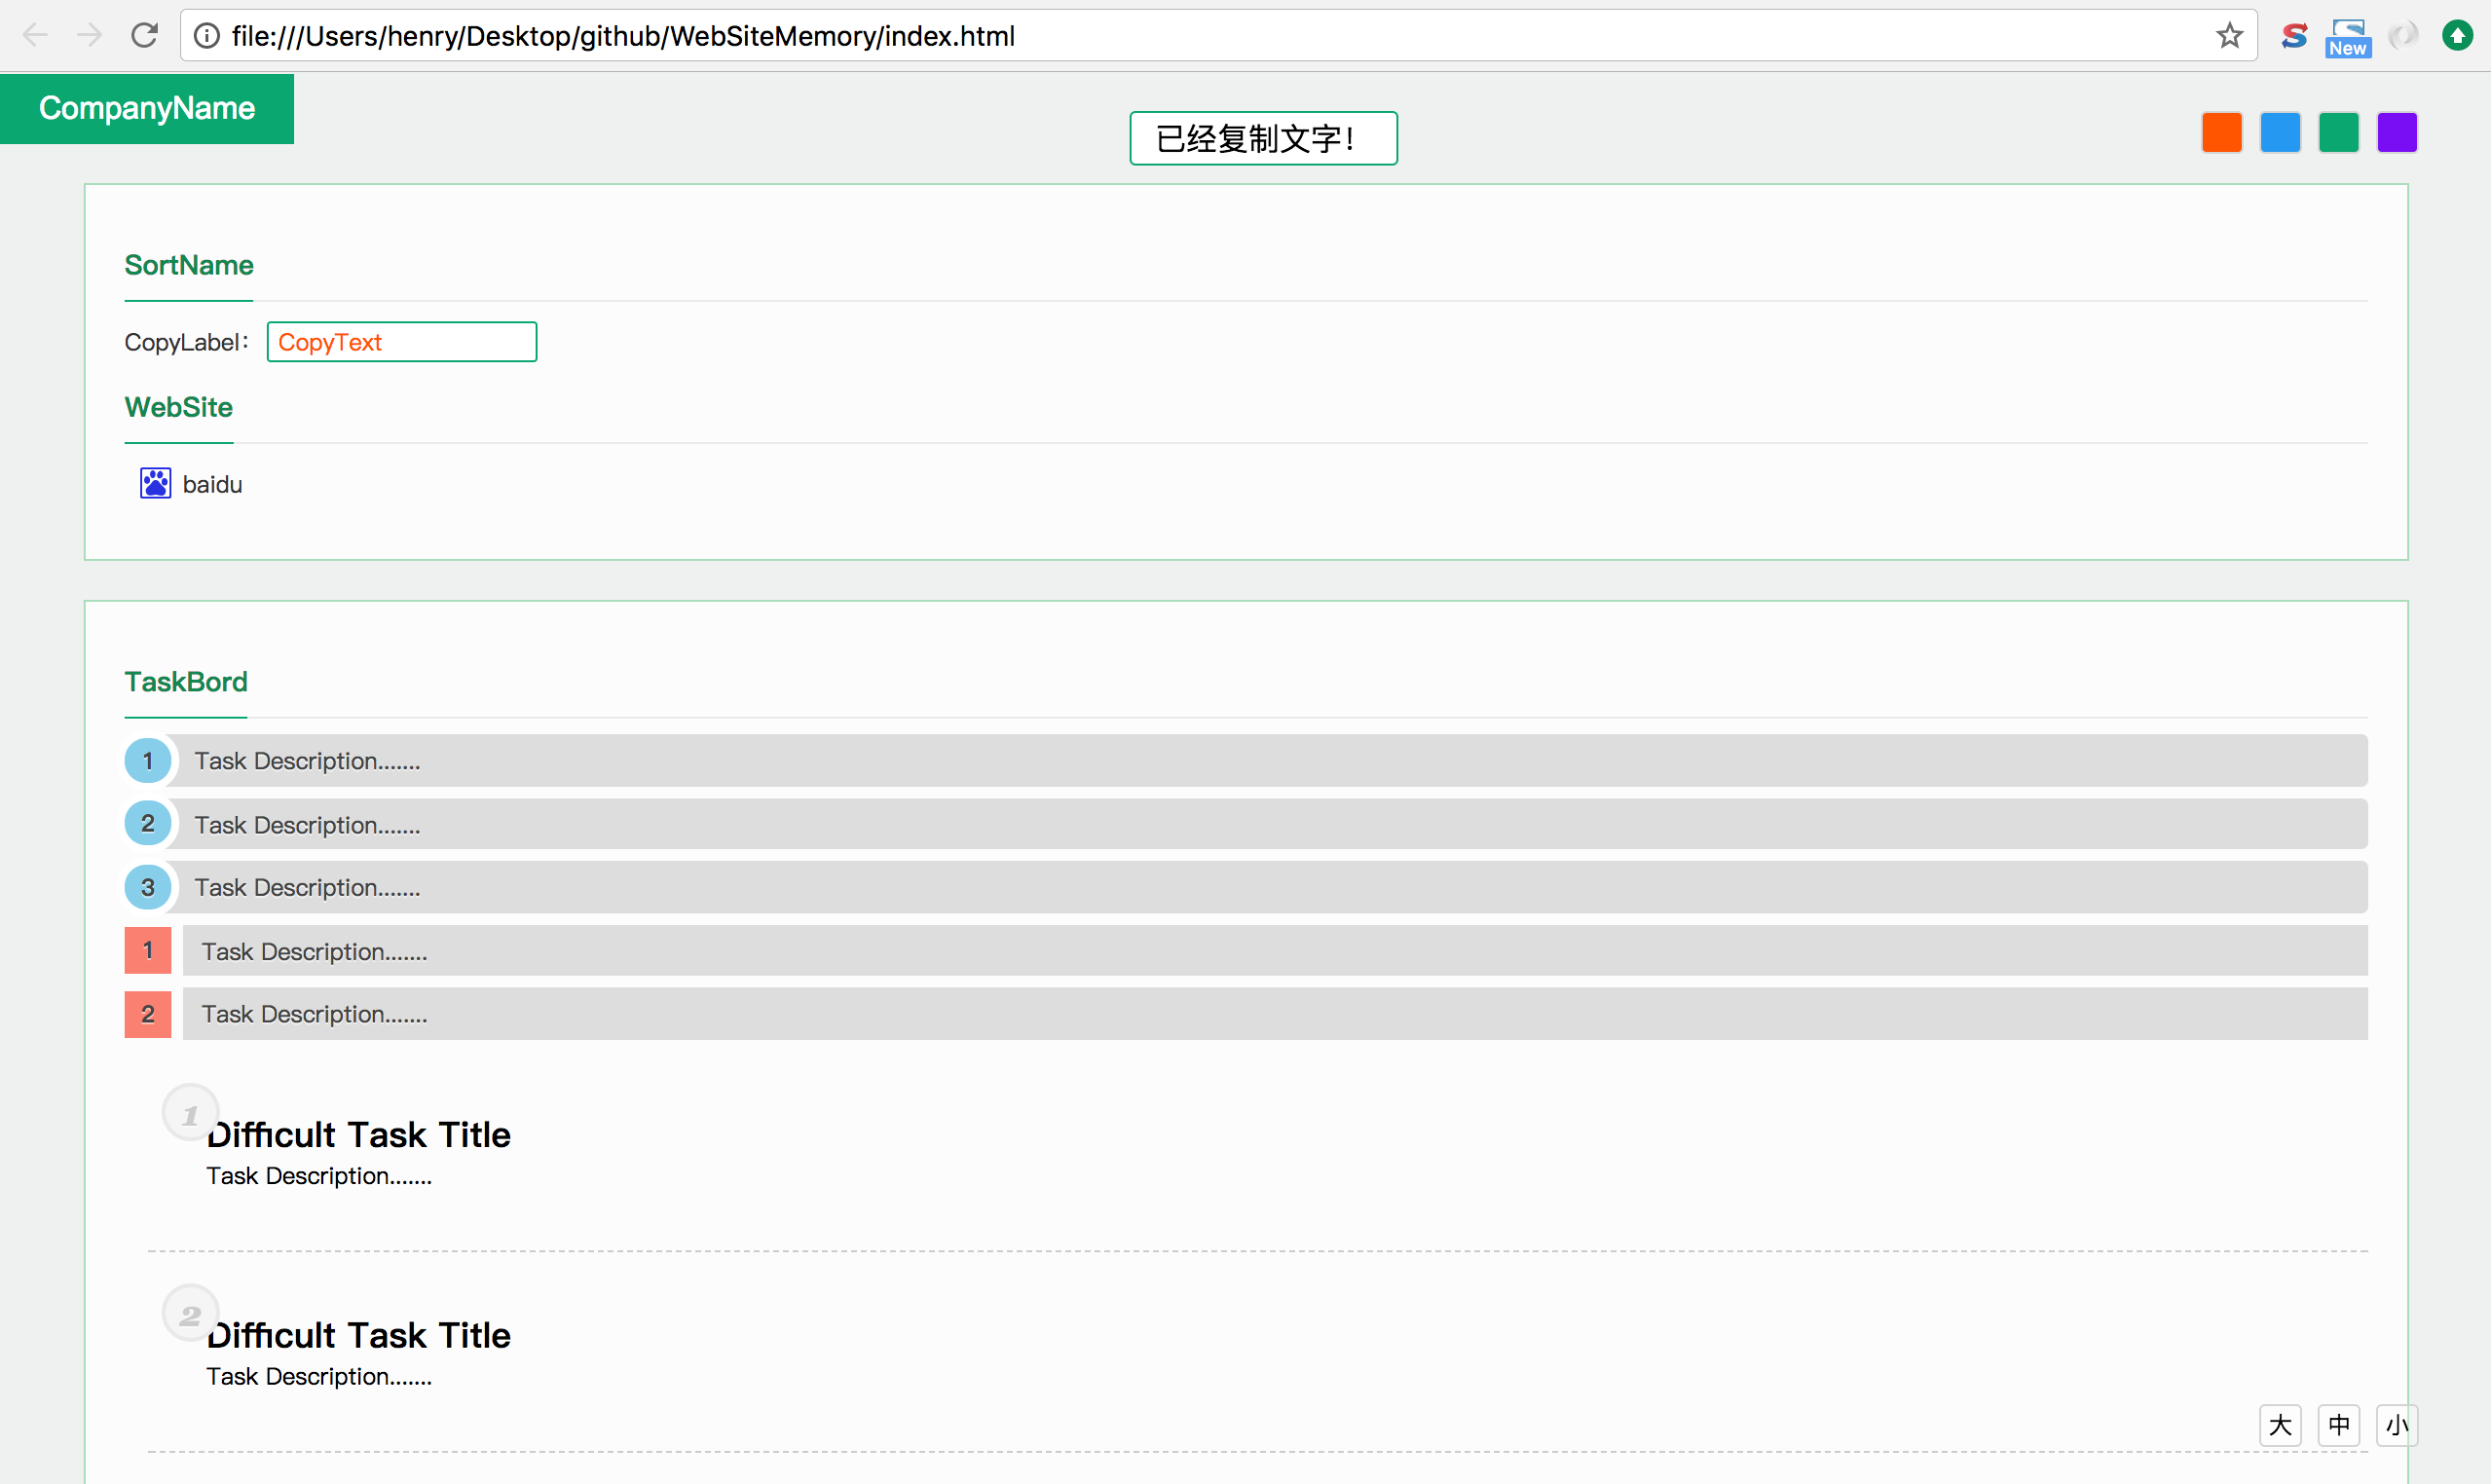 file:///Users/henry/Desktop/github/WebSiteMemory/index.html
New
CompanyName
已经复制文字!
SortName
CopyLabel: CopyText
WebSite
baidu
TaskBord
1 Task Description.......
2 Task Description.......
3 Task Description.......
1 Task Description.......
2 Task Description.......
1
Difficult Task Title
Task Description.......
2
Difficult Task Title
Task Description.......
大 中 小